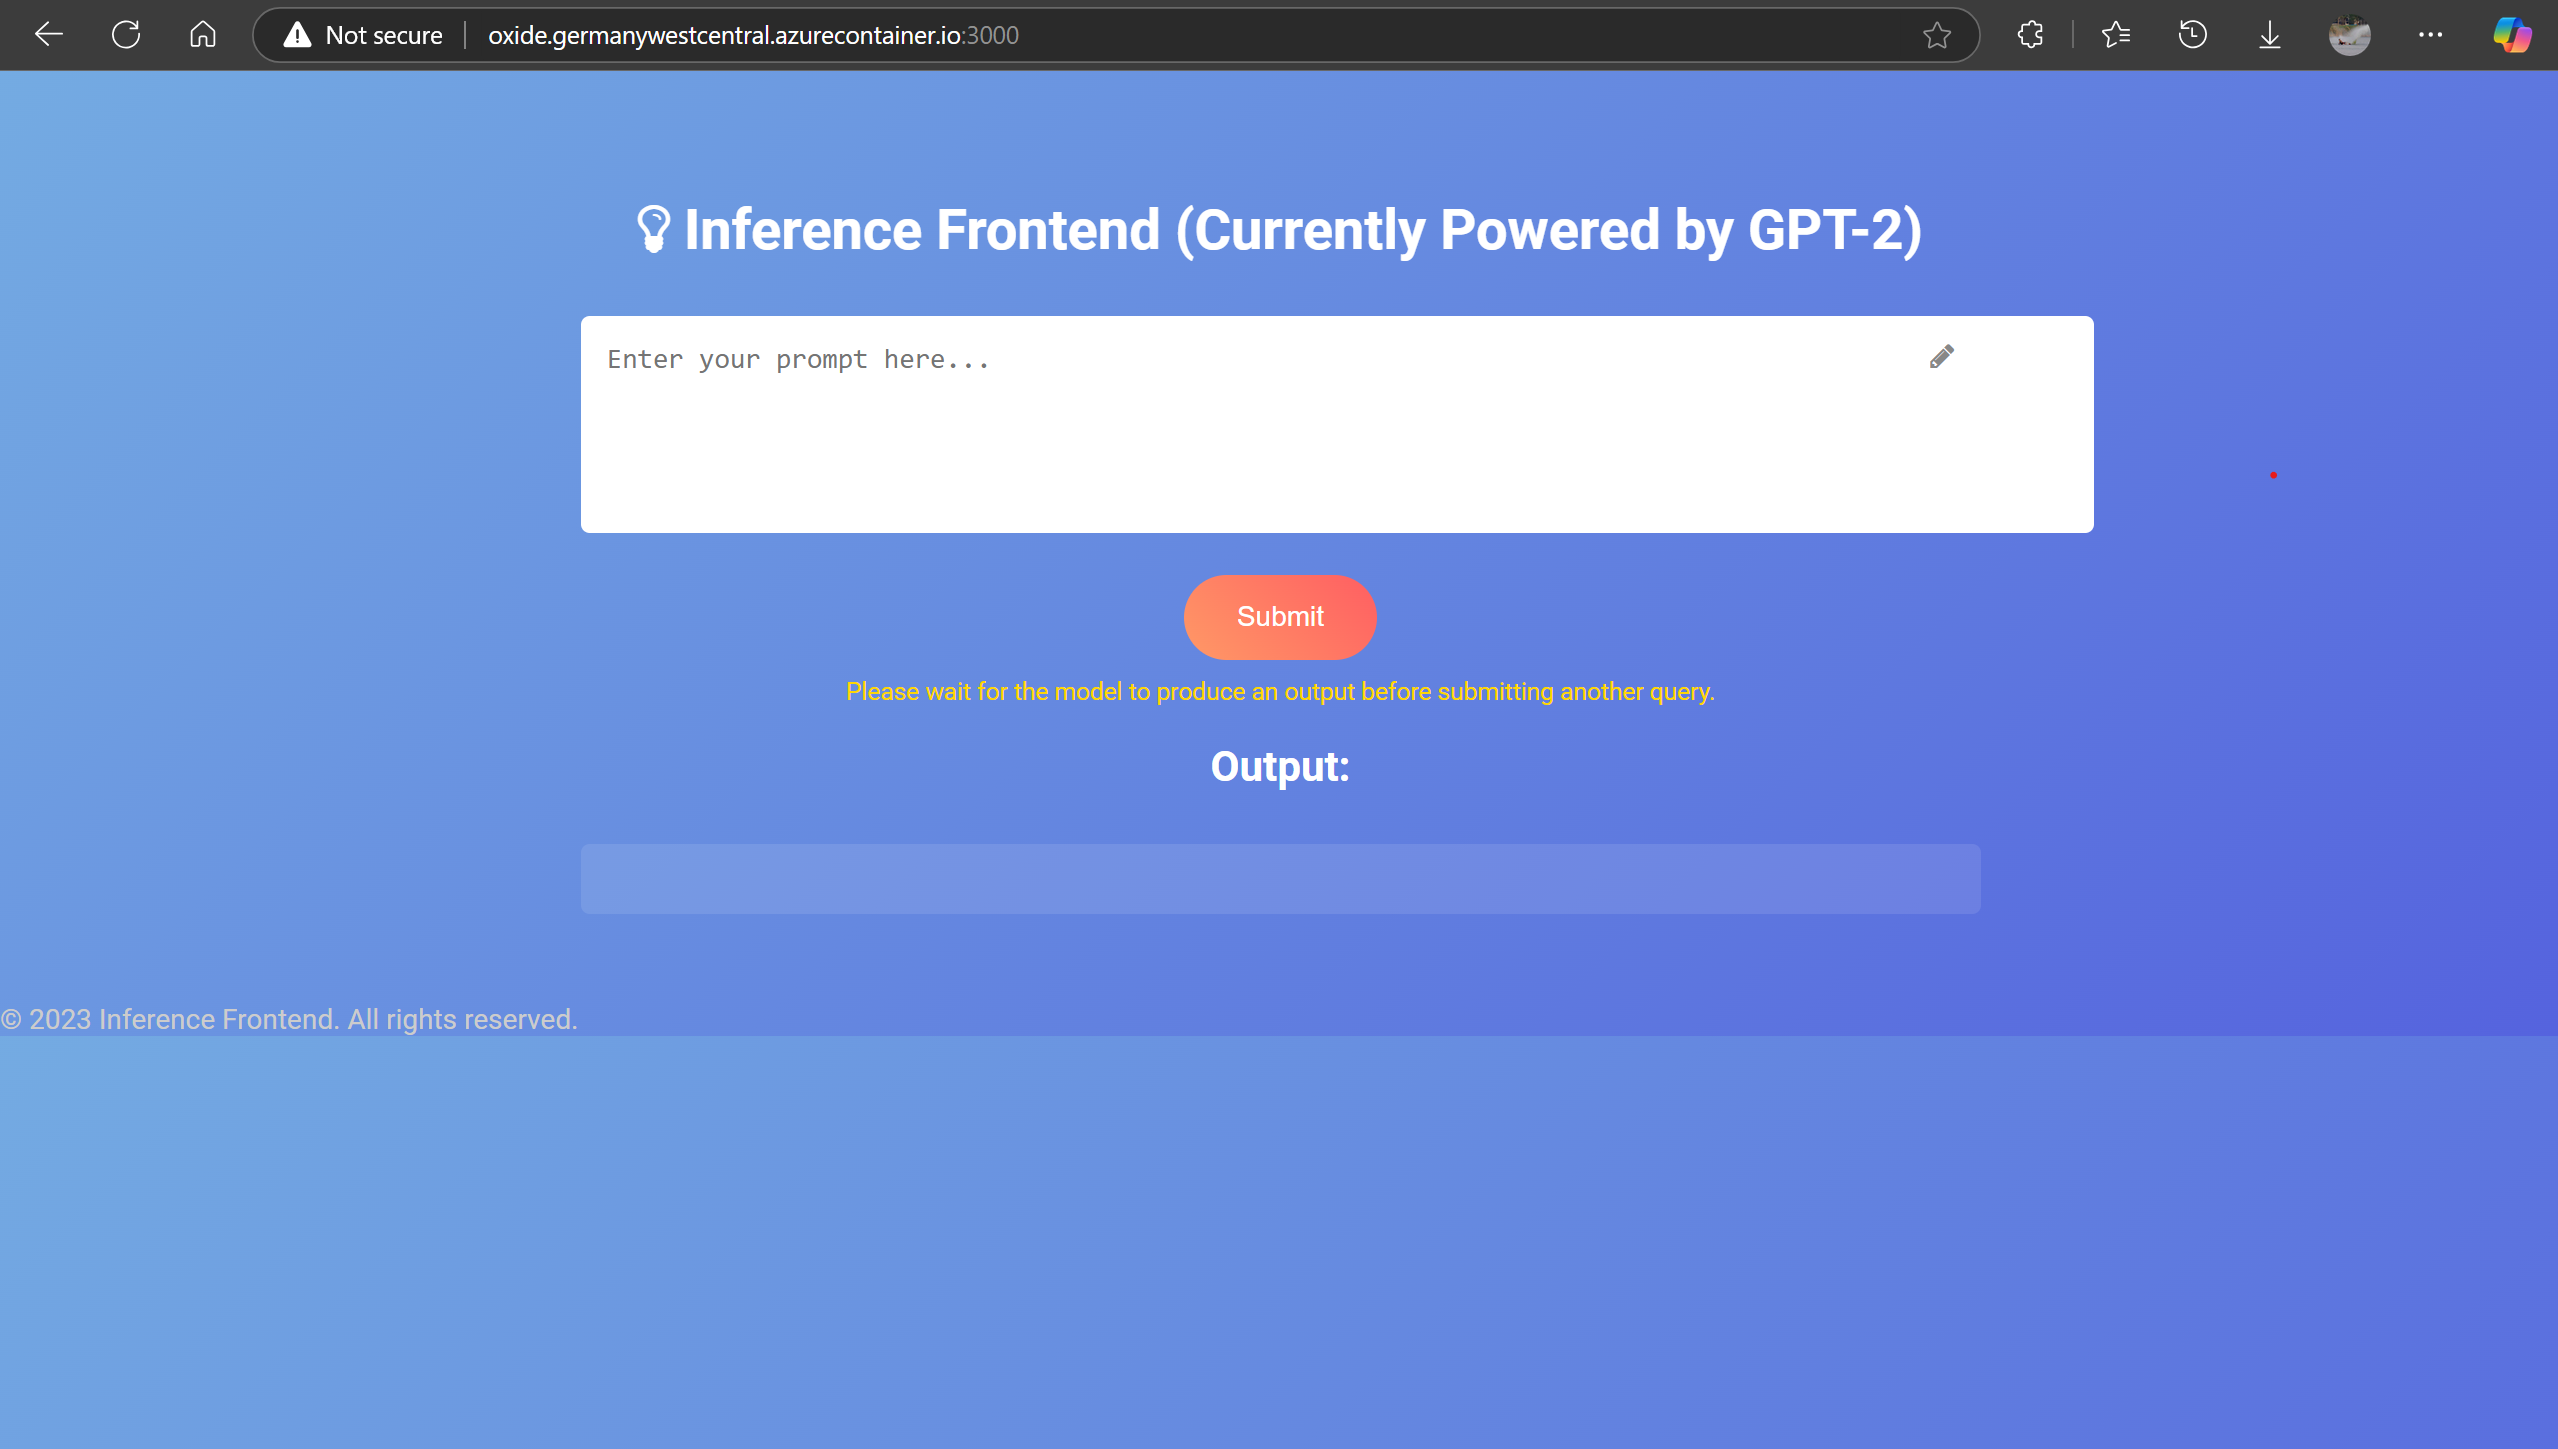 Not secure
oxide.germanywestcentral.azurecontainer.io:3000
Inference Frontend (Currently Powered by GPT-2)
Enter your prompt here...
Submit
Please wait for the model to produce an output before submitting another query.
Output:
© 2023 Inference Frontend. All rights reserved.